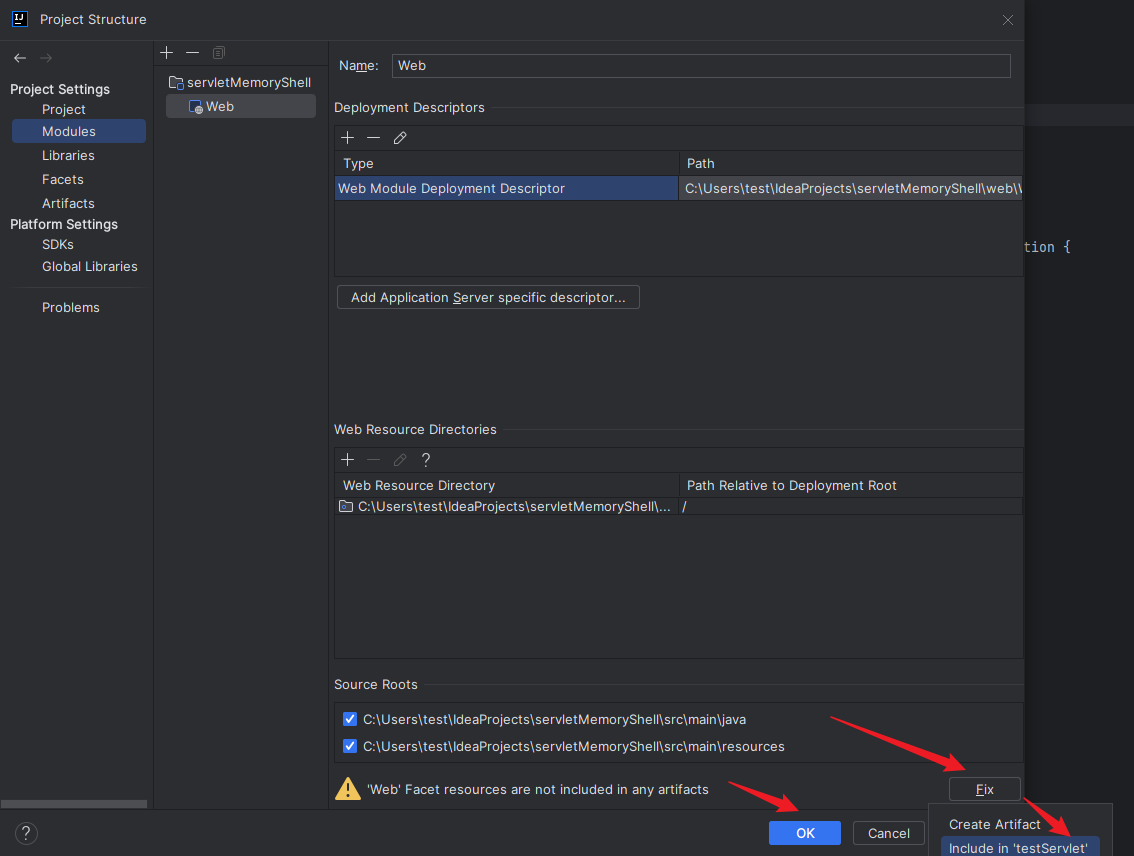 Project Structure
Project Settings
Project
Modules
Libraries
Facets
Artifacts
Platform Settings
SDKs
Global Libraries
Problems
servletMemoryShell
Web
Name: Web
Deployment Descriptors
Type Path
Web Module Deployment Descriptor C:\Users\test\IdeaProjects\servletMemoryShell\web\\
Add Application Server specific descriptor...
Web Resource Directories
?
Web Resource Directory Path Relative to Deployment Root
C:\Users\test\IdeaProjects\servletMemoryShell\... /
Source Roots
C:\Users\test\IdeaProjects\servletMemoryShell\src\main\java
C:\Users\test\IdeaProjects\servletMemoryShell\src\main\resources
'Web' Facet resources are not included in any artifacts
Fix
Create Artifact
Include in 'testServlet'
?
OK
Cancel
tion {